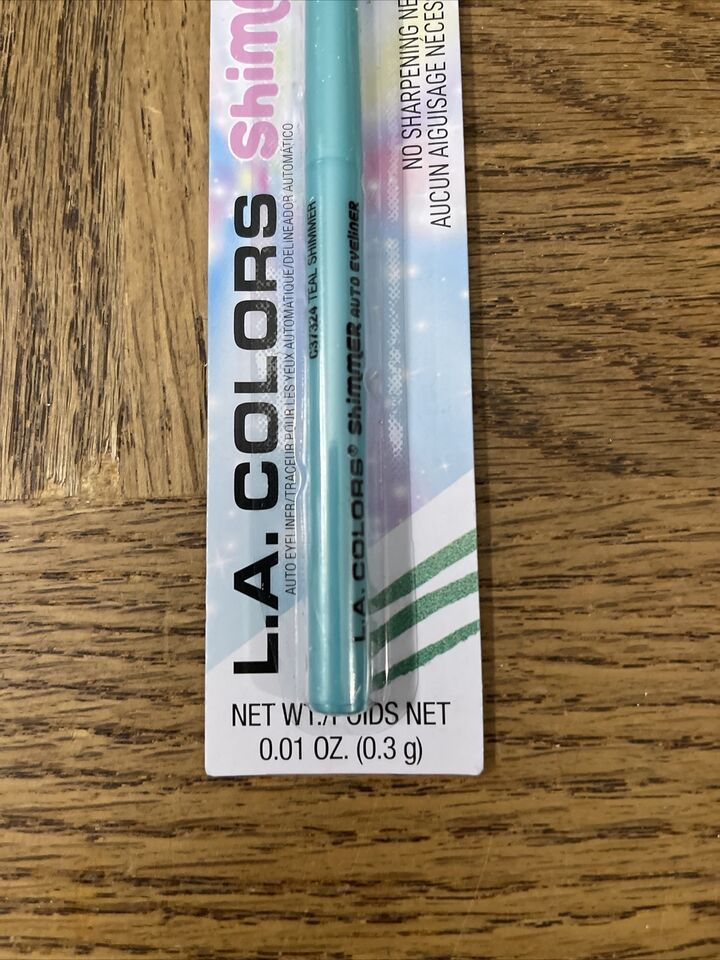 L.A. COLORS Shimm
AUTO EYELINER/TRACEUR POUR LES YEUX AUTOMATIQUE/DELINEADOR AUTOMÁTICO
C37324 TEAL SHIMMER
L.A. COLORS® Shimmer AUTO EYELINER
NO SHARPENING NE
AUCUN AIGUISAGE NÉCES
NET WT./POIDS NET
0.01 OZ. (0.3 g)